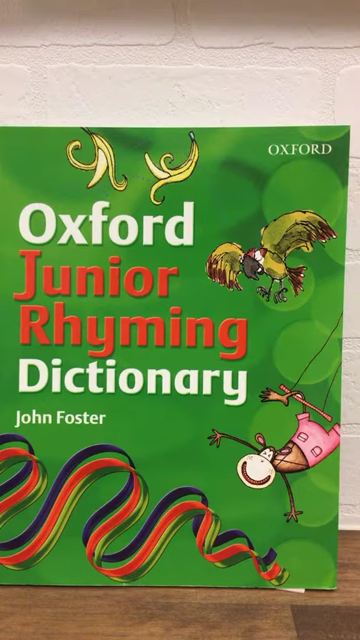 OXFORD
Oxford
Junior
Rhyming
Dictionary
John Foster